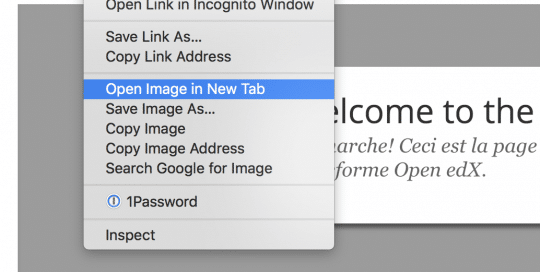 Open Link in Incognito Window
Save Link As...
Copy Link Address
Open Image in New Tab
Save Image As...
Copy Image
Copy Image Address
Search Google for Image
1Password
Inspect
elcome to the
arche! Ceci est la page
forme Open edX.